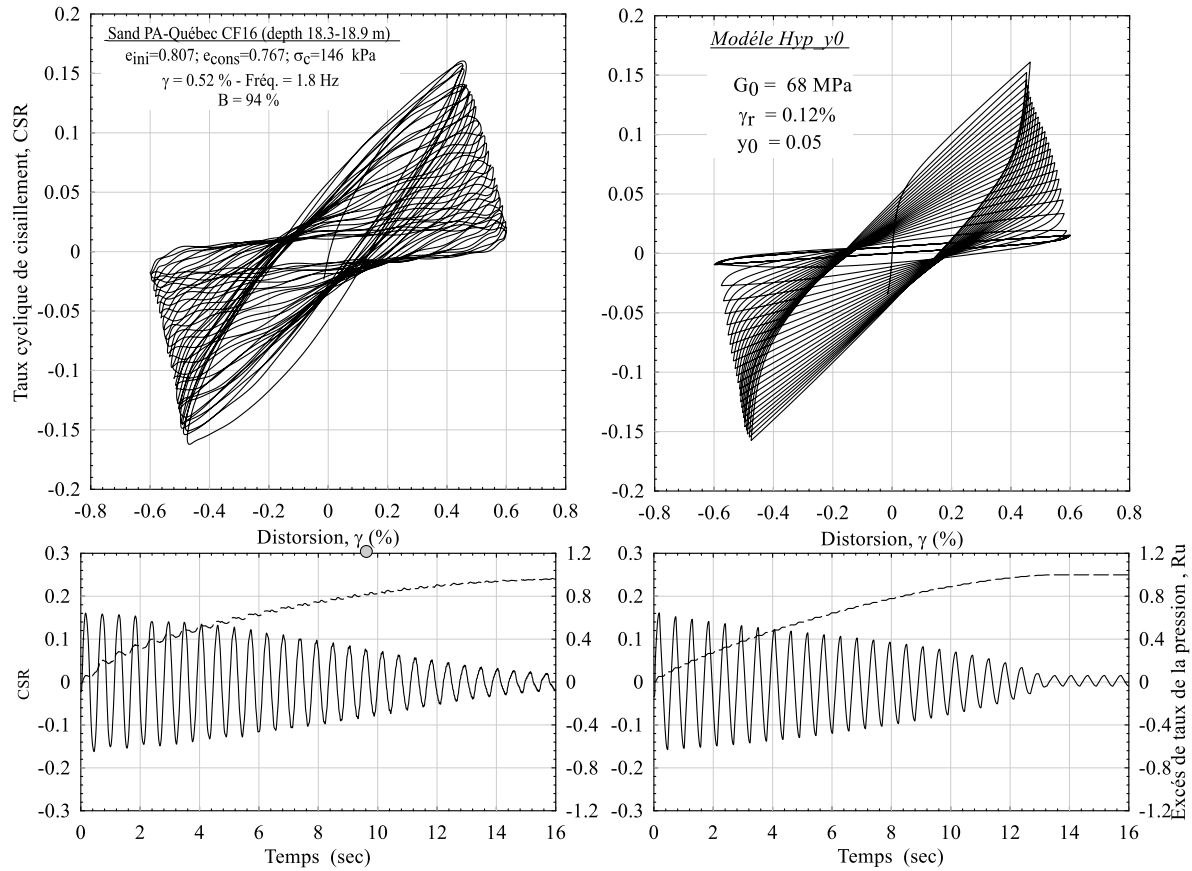 Sand PA-Québec CF16 (depth 18.3-18.9 m)
eini=0.807; econs=0.767; σc=146 kPa
γ = 0.52 % - Fréq. = 1.8 Hz
B = 94 %
0.2
0.15
0.1
0.05
0
-0.05
-0.1
-0.15
-0.2
Taux cyclique de cisaillement, CSR
-0.8 -0.6 -0.4 -0.2 0 0.2 0.4 0.6 0.8
Distorsion, γ (%)
Modéle Hyp_y0
G0 = 68 MPa
γr = 0.12%
y0 = 0.05
0.2
0.15
0.1
0.05
0
-0.05
-0.1
-0.15
-0.2
-0.8 -0.6 -0.4 -0.2 0 0.2 0.4 0.6 0.8
Distorsion, γ (%)
0.3
0.2
0.1
0
-0.1
-0.2
-0.3
CSR
1.2
0.8
0.4
0
-0.4
-0.8
-1.2
0 2 4 6 8 10 12 14 16
Temps (sec)
0.3
0.2
0.1
0
-0.1
-0.2
-0.3
1.2
0.8
0.4
0
-0.4
-0.8
-1.2
Excés de taux de la pression , Ru
0 2 4 6 8 10 12 14 16
Temps (sec)